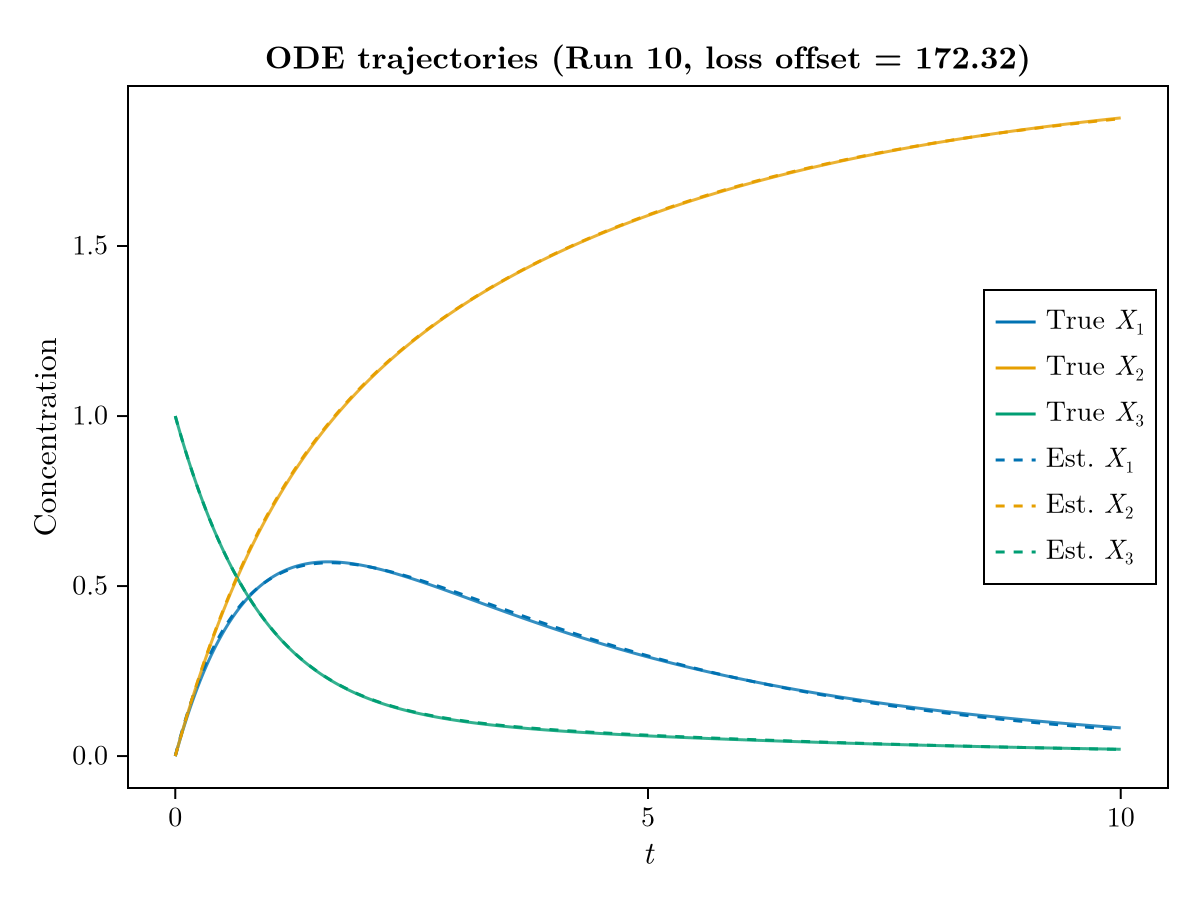 ODE trajectories (Run 10, loss offset = 172.32)
Concentration
1.5
1.0
0.5
0.0
True X₁
True X₂
True X₃
Est. X₁
Est. X₂
Est. X₃
0 5 10
t